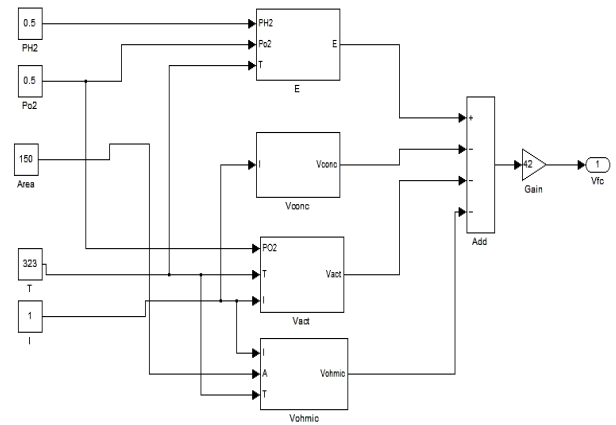 0.5
PH2
0.5
Po2
150
Area
323
T
1
I
PH2
Po2
T
E
E
I
Vconc
Vconc
PO2
T
I
Vact
Vact
I
A
T
Vohmic
Vohmic
+
−
−
−
Add
42
Gain
1
Vfc